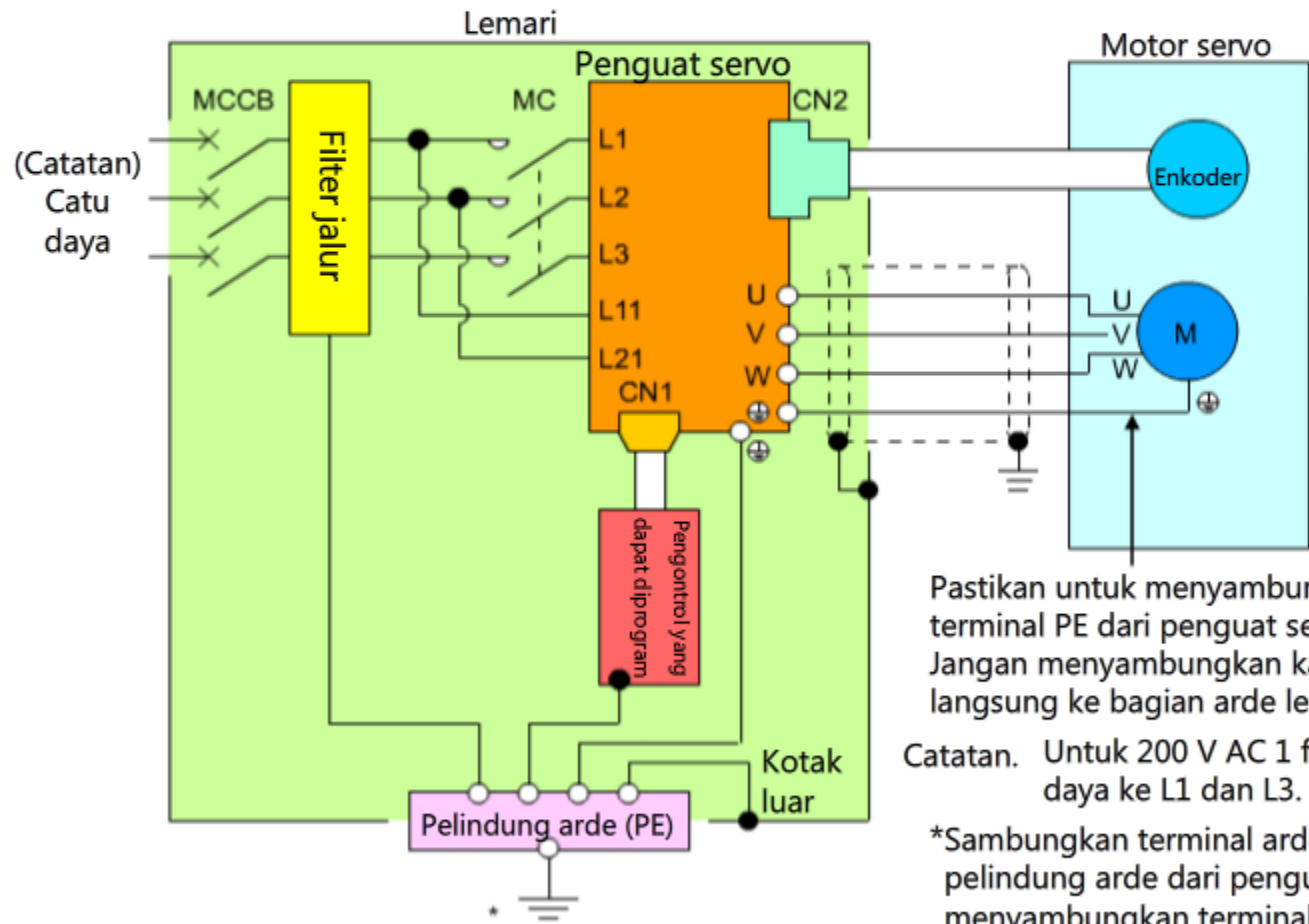 Lemari
Motor servo
Penguat servo
MCCB
MC
CN2
(Catatan)
Catu
daya
Filter jalur
L1
L2
L3
L11
L21
CN1
U
V
W
Enkoder
U
V
W
M
Pengontrol yang
dapat diprogram
Pastikan untuk menyambun
terminal PE dari penguat se
Jangan menyambungkan ka
langsung ke bagian arde le
Catatan. Untuk 200 V AC 1 f
daya ke L1 dan L3.
Kotak
luar
Pelindung arde (PE)
*Sambungkan terminal ard
pelindung arde dari pengu
menyambungkan terminal
*